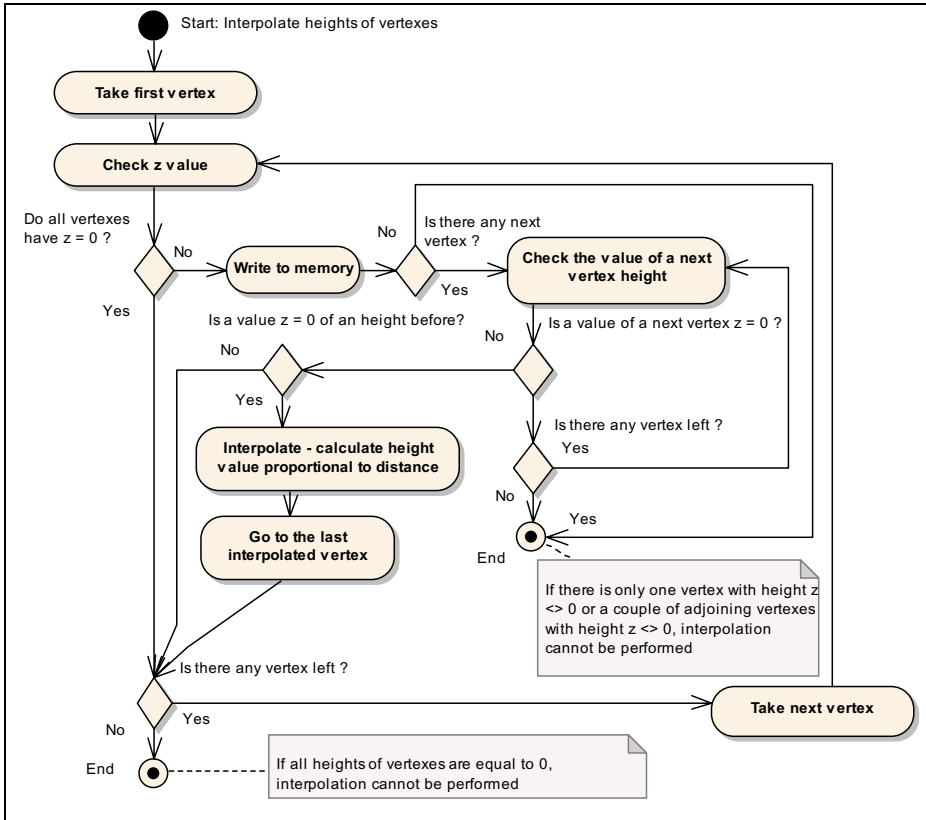 Start: Interpolate heights of vertexes
Take first vertex
Check z value
Do all vertexes
have z = 0 ?
No
Yes
Write to memory
No
Is there any next
vertex ?
Yes
Check the value of a next
vertex height
Is a value z = 0 of an height before?
Is a value of a next vertex z = 0 ?
No
No
Yes
Is there any vertex left ?
Yes
No
Interpolate - calculate height
value proportional to distance
Go to the last
interpolated vertex
Yes
End
If there is only one vertex with height z
<> 0 or a couple of adjoining vertexes
with height z <> 0, interpolation
cannot be performed
Is there any vertex left ?
Yes
No
Take next vertex
End
If all heights of vertexes are equal to 0,
interpolation cannot be performed